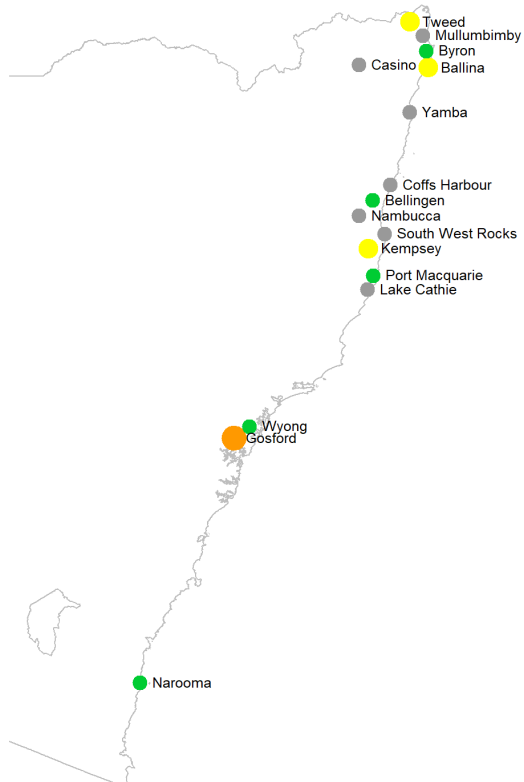 Tweed
Mullumbimby
Byron
Casino
Ballina
Yamba
Coffs Harbour
Bellingen
Nambucca
South West Rocks
Kempsey
Port Macquarie
Lake Cathie
Wyong
Gosford
Narooma